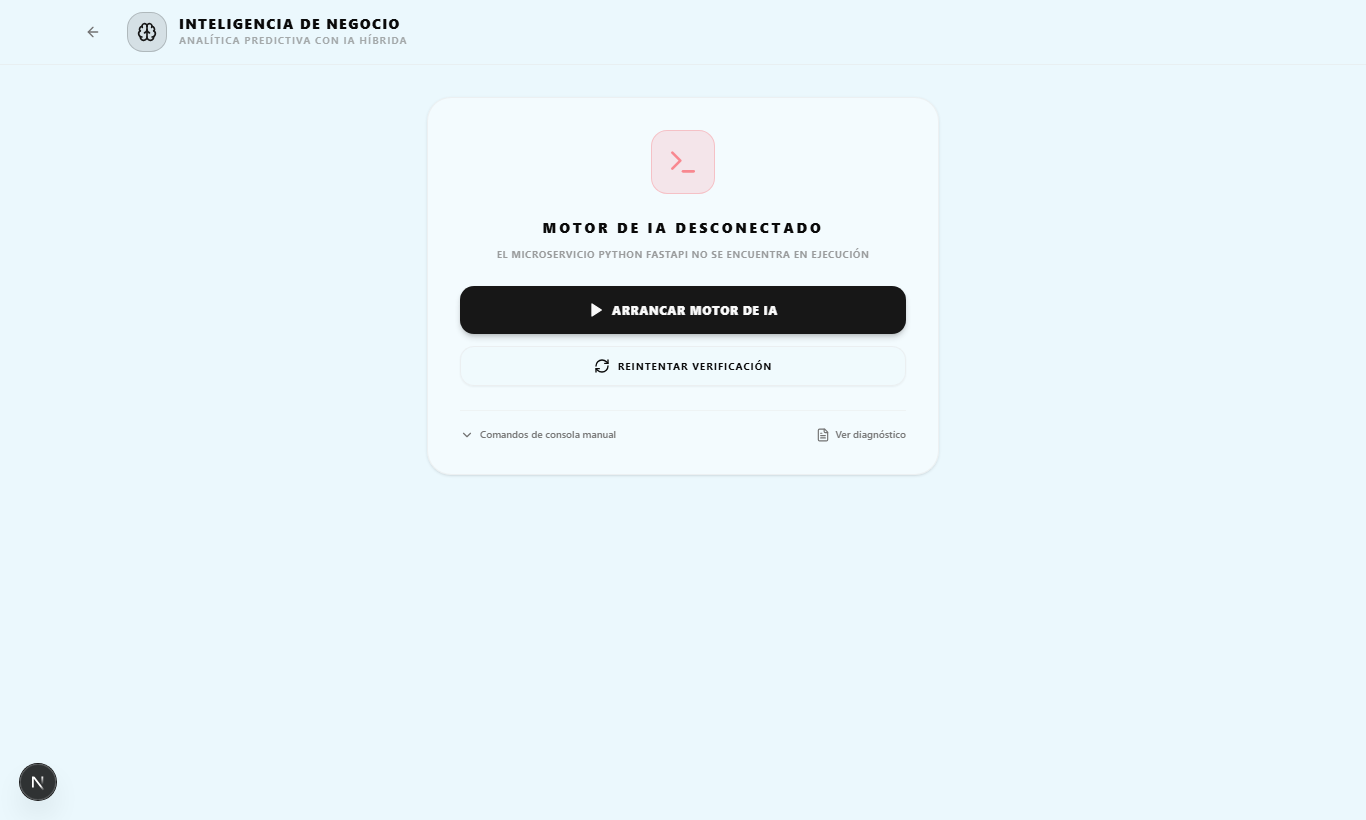 INTELIGENCIA DE NEGOCIO
ANALÍTICA PREDICTIVA CON IA HÍBRIDA
MOTOR DE IA DESCONECTADO
EL MICROSERVICIO PYTHON FASTAPI NO SE ENCUENTRA EN EJECUCIÓN
ARRANCAR MOTOR DE IA
REINTENTAR VERIFICACIÓN
Comandos de consola manual
Ver diagnóstico
N